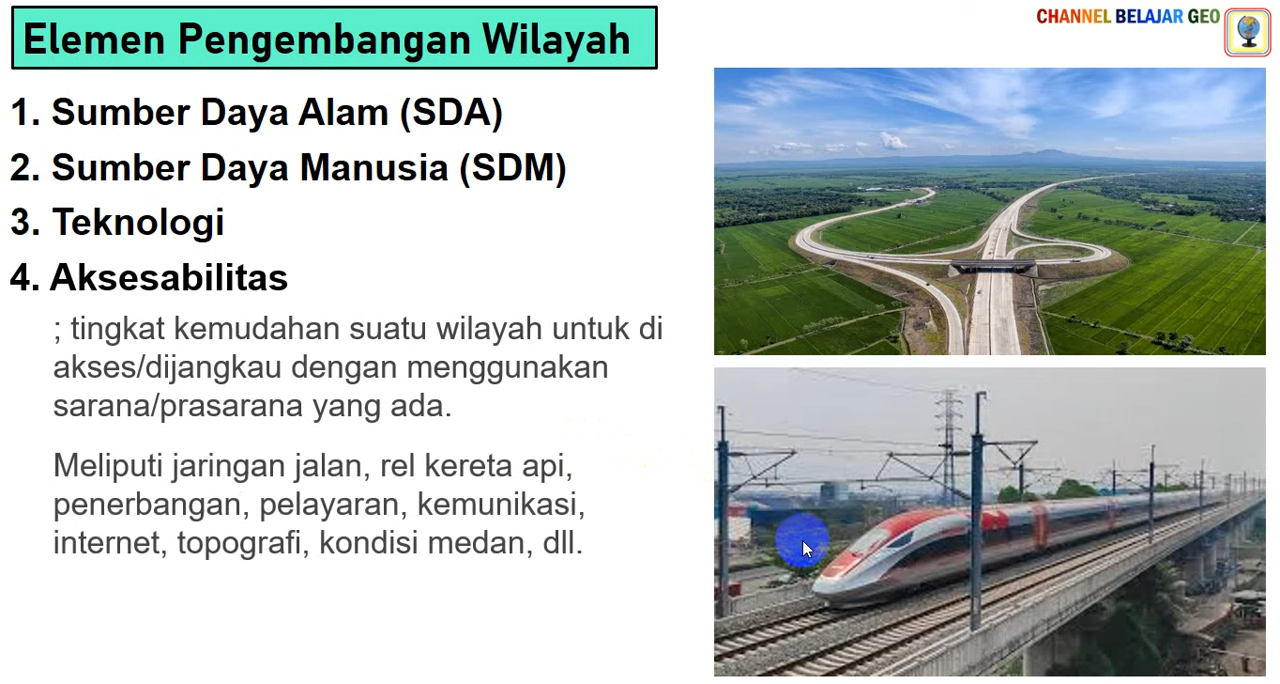 Elemen Pengembangan Wilayah
CHANNEL BELAJAR GEO
1. Sumber Daya Alam (SDA)
2. Sumber Daya Manusia (SDM)
3. Teknologi
4. Aksesabilitas
; tingkat kemudahan suatu wilayah untuk di
akses/dijangkau dengan menggunakan
sarana/prasarana yang ada.
Meliputi jaringan jalan, rel kereta api,
penerbangan, pelayaran, kemunikasi,
internet, topografi, kondisi medan, dll.